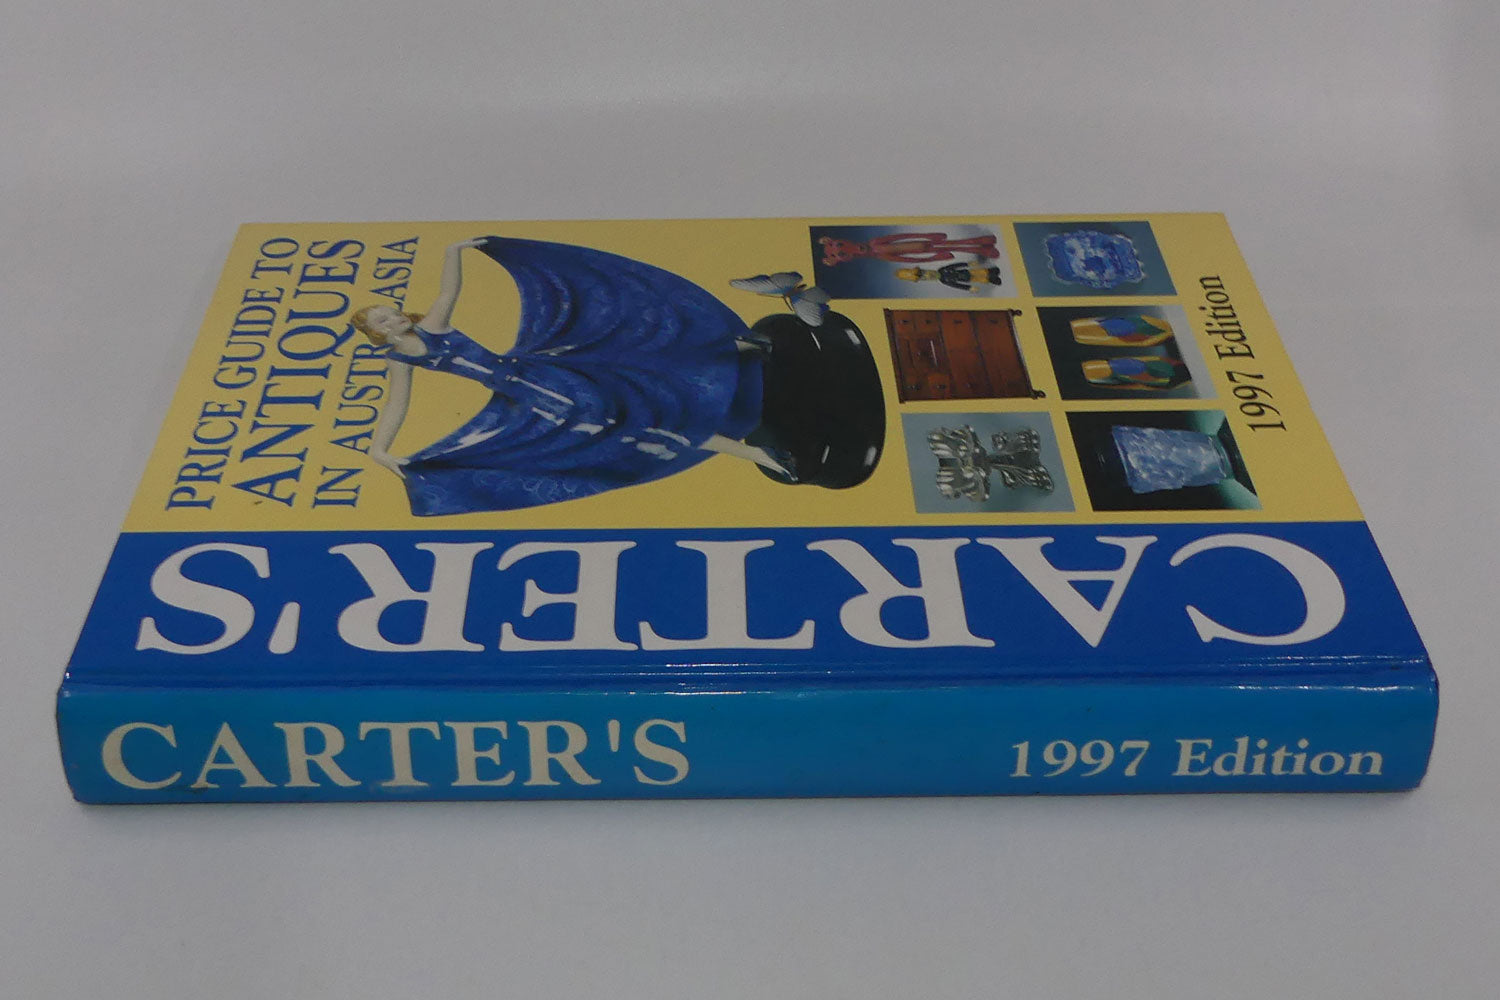 PRICE GUIDE TO
ANTIQUES
IN AUSTRALASIA
1997 Edition
CARTER'S
CARTER'S 1997 Edition